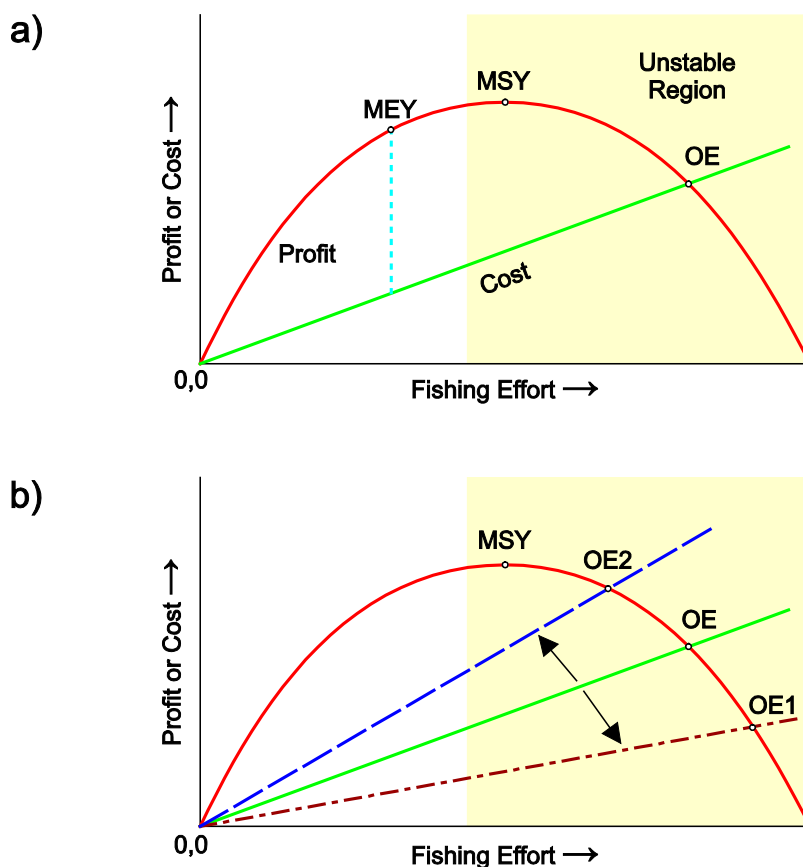 a)
Unstable
Region
MSY
MEY
OE
Profit or Cost →
Profit
Cost
0,0
Fishing Effort →
b)
MSY
OE2
OE
OE1
Profit or Cost →
0,0
Fishing Effort →